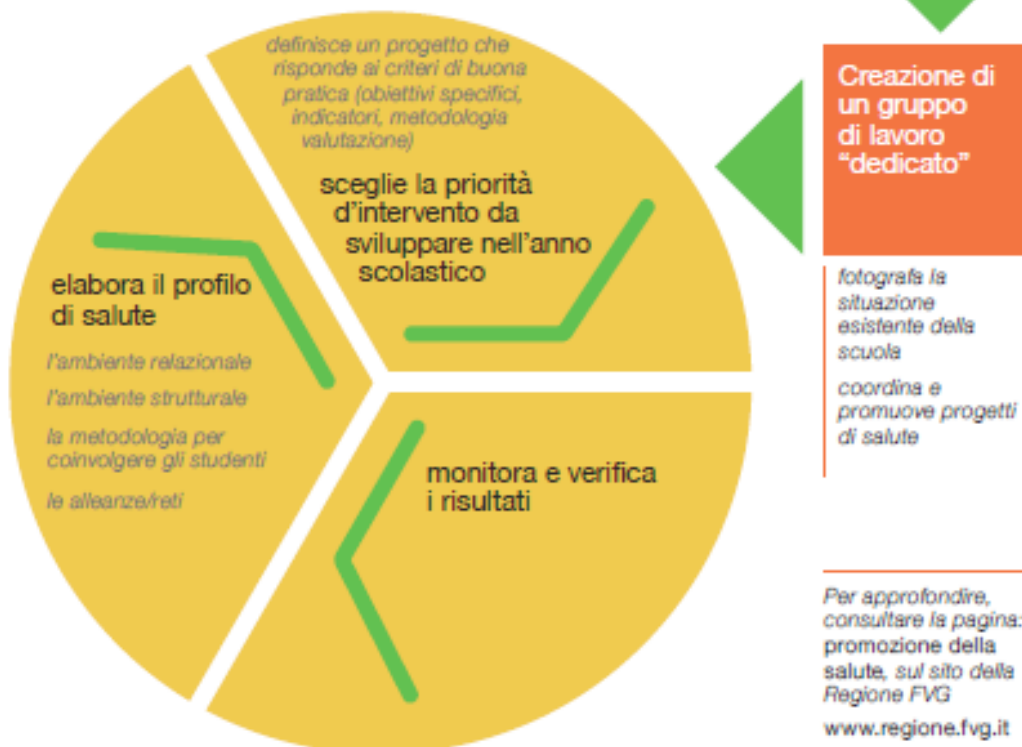 definisce un progetto che
risponde ai criteri di buona
pratica (obiettivi specifici,
indicatori, metodologia
valutazione)
sceglie la priorità
d'intervento da
sviluppare nell'anno
scolastico
elabora il profilo
di salute
l'ambiente relazionale
l'ambiente strutturale
la metodologia per
coinvolgere gli studenti
le alleanze/reti
monitora e verifica
i risultati
Creazione di
un gruppo
di lavoro
“dedicato”
fotografa la
situazione
esistente della
scuola
coordina e
promuove progetti
di salute
Per approfondire,
consultare la pagina:
promozione della
salute, sul sito della
Regione FVG
www.regione.fvg.it